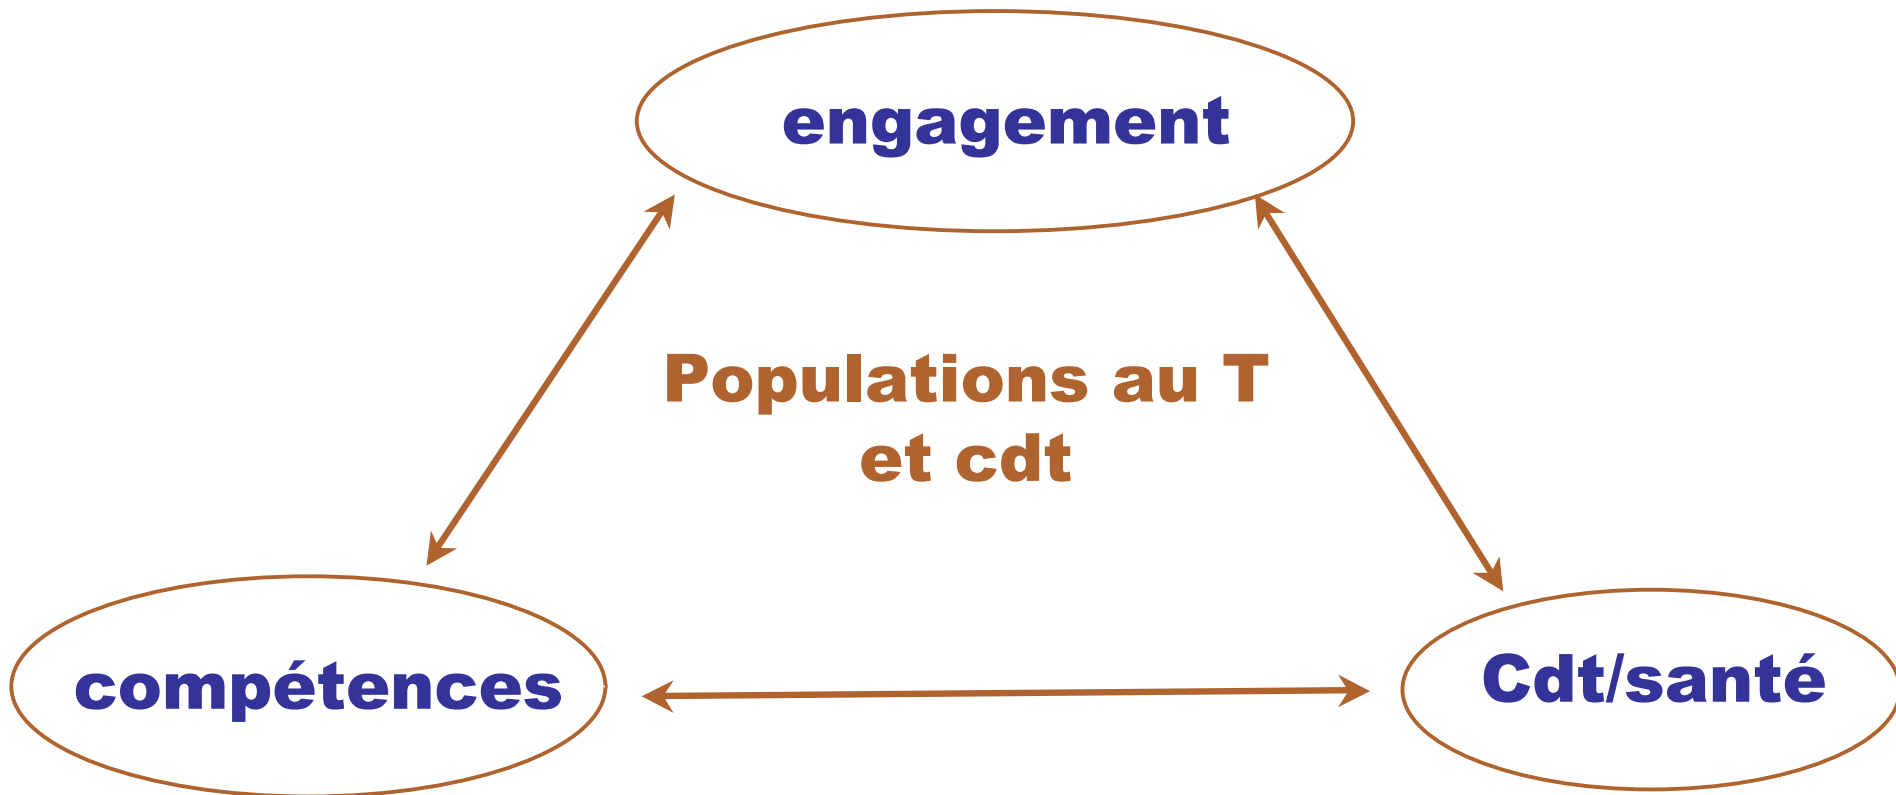 engagement
Populations au T
et cdt
compétences
Cdt/santé